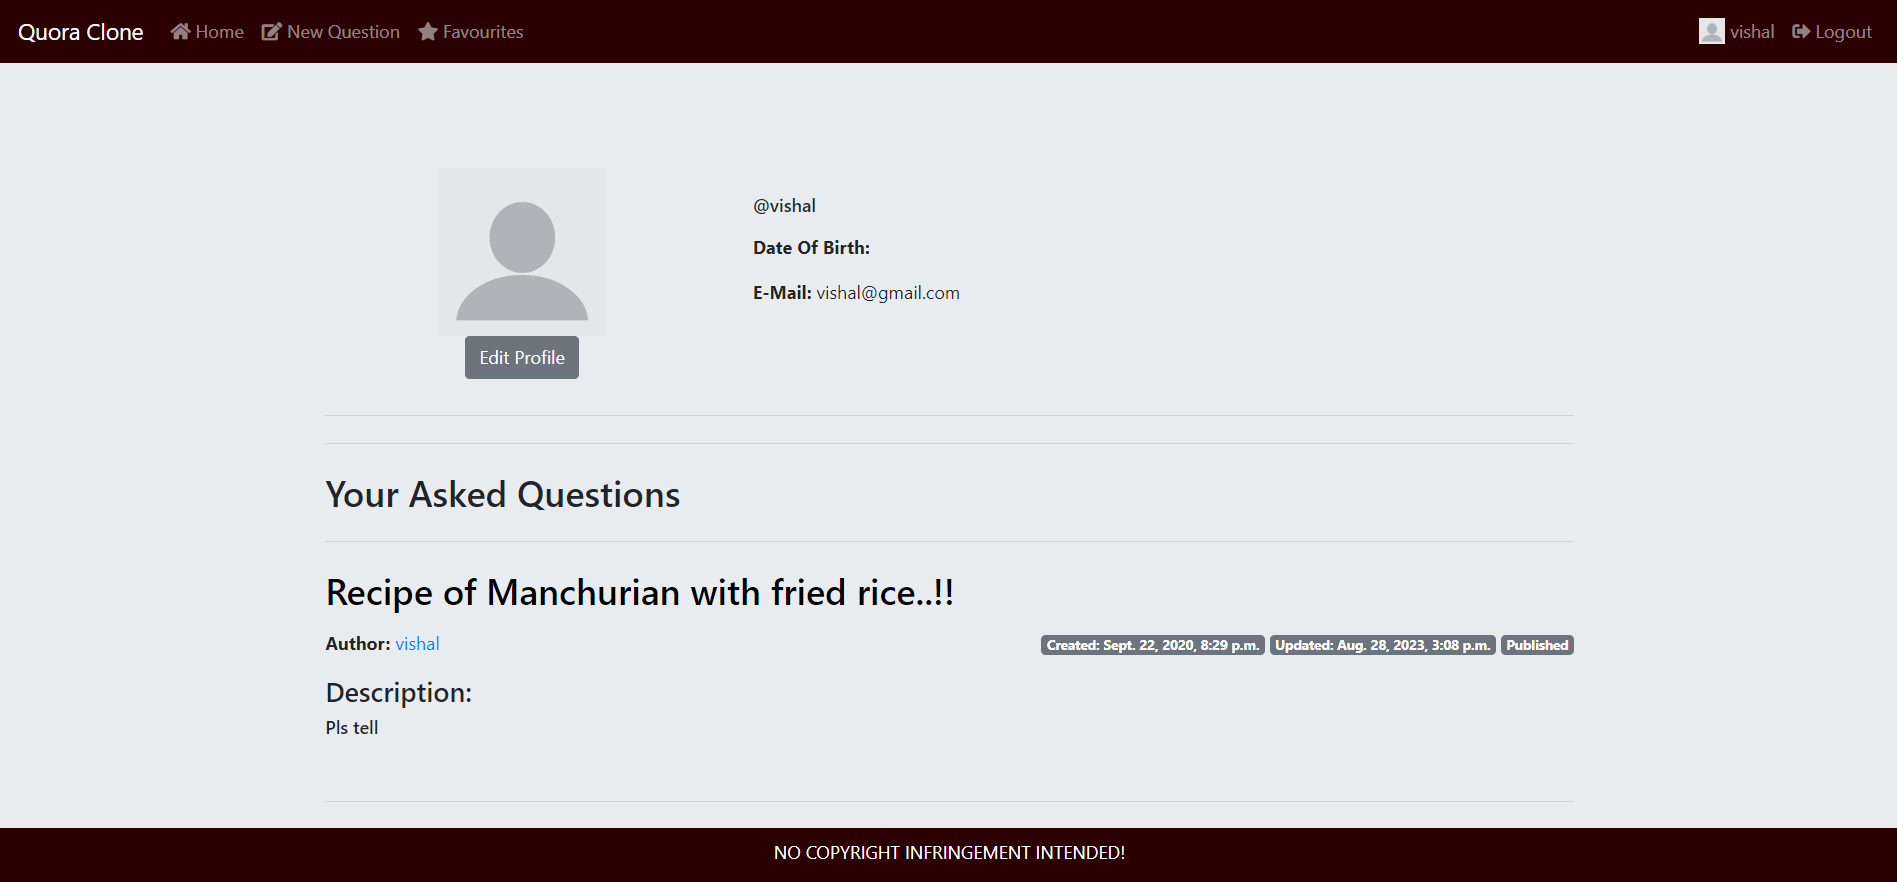 Quora Clone Home New Question Favourites vishal Logout
@vishal
Date Of Birth:
E-Mail: vishal@gmail.com
Edit Profile
Your Asked Questions
Recipe of Manchurian with fried rice..!!
Author: vishal Created: Sept. 22, 2020, 8:29 p.m. Updated: Aug. 28, 2023, 3:08 p.m. Published
Description:
Pls tell
NO COPYRIGHT INFRINGEMENT INTENDED!